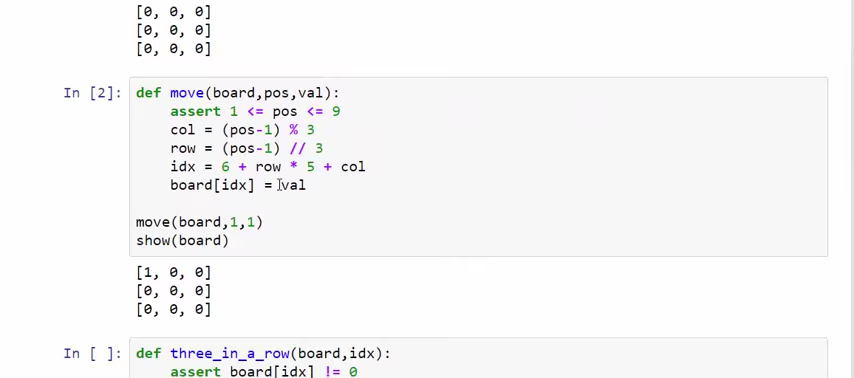 [0, 0, 0]
[0, 0, 0]
[0, 0, 0]
In [2]: def move(board,pos,val):
assert 1 <= pos <= 9
col = (pos-1) % 3
row = (pos-1) // 3
idx = 6 + row * 5 + col
board[idx] = val
move(board,1,1)
show(board)
[1, 0, 0]
[0, 0, 0]
[0, 0, 0]
In [ ]: def three_in_a_row(board,idx):
assert board[idx] != 0